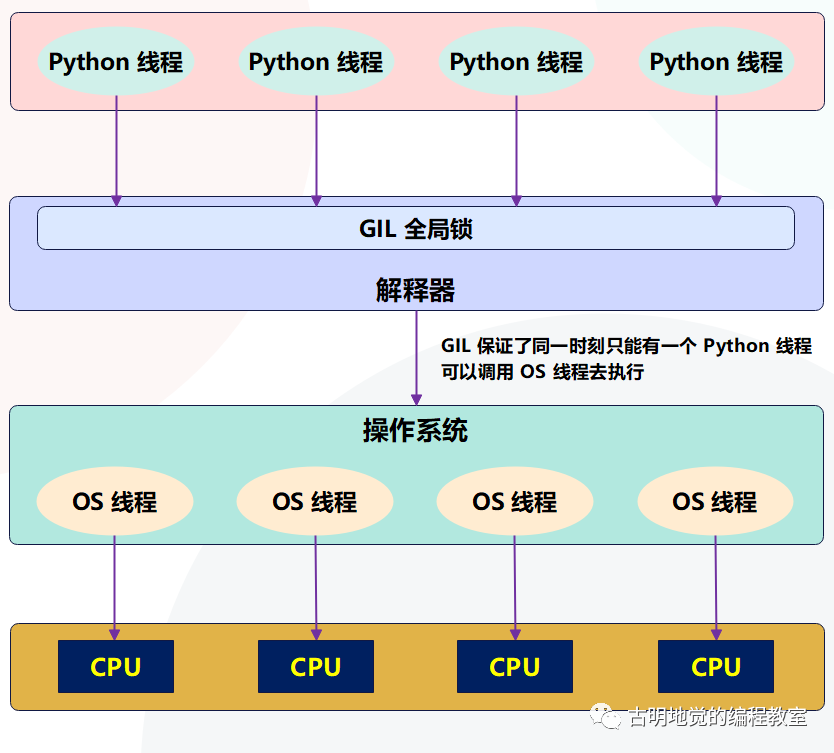 Python 线程 Python 线程 Python 线程 Python 线程
GIL 全局锁
解释器
GIL 保证了同一时刻只能有一个 Python 线程
可以调用 OS 线程去执行
操作系统
OS 线程 OS 线程 OS 线程 OS 线程
CPU CPU CPU CPU
古明地觉的编程教室